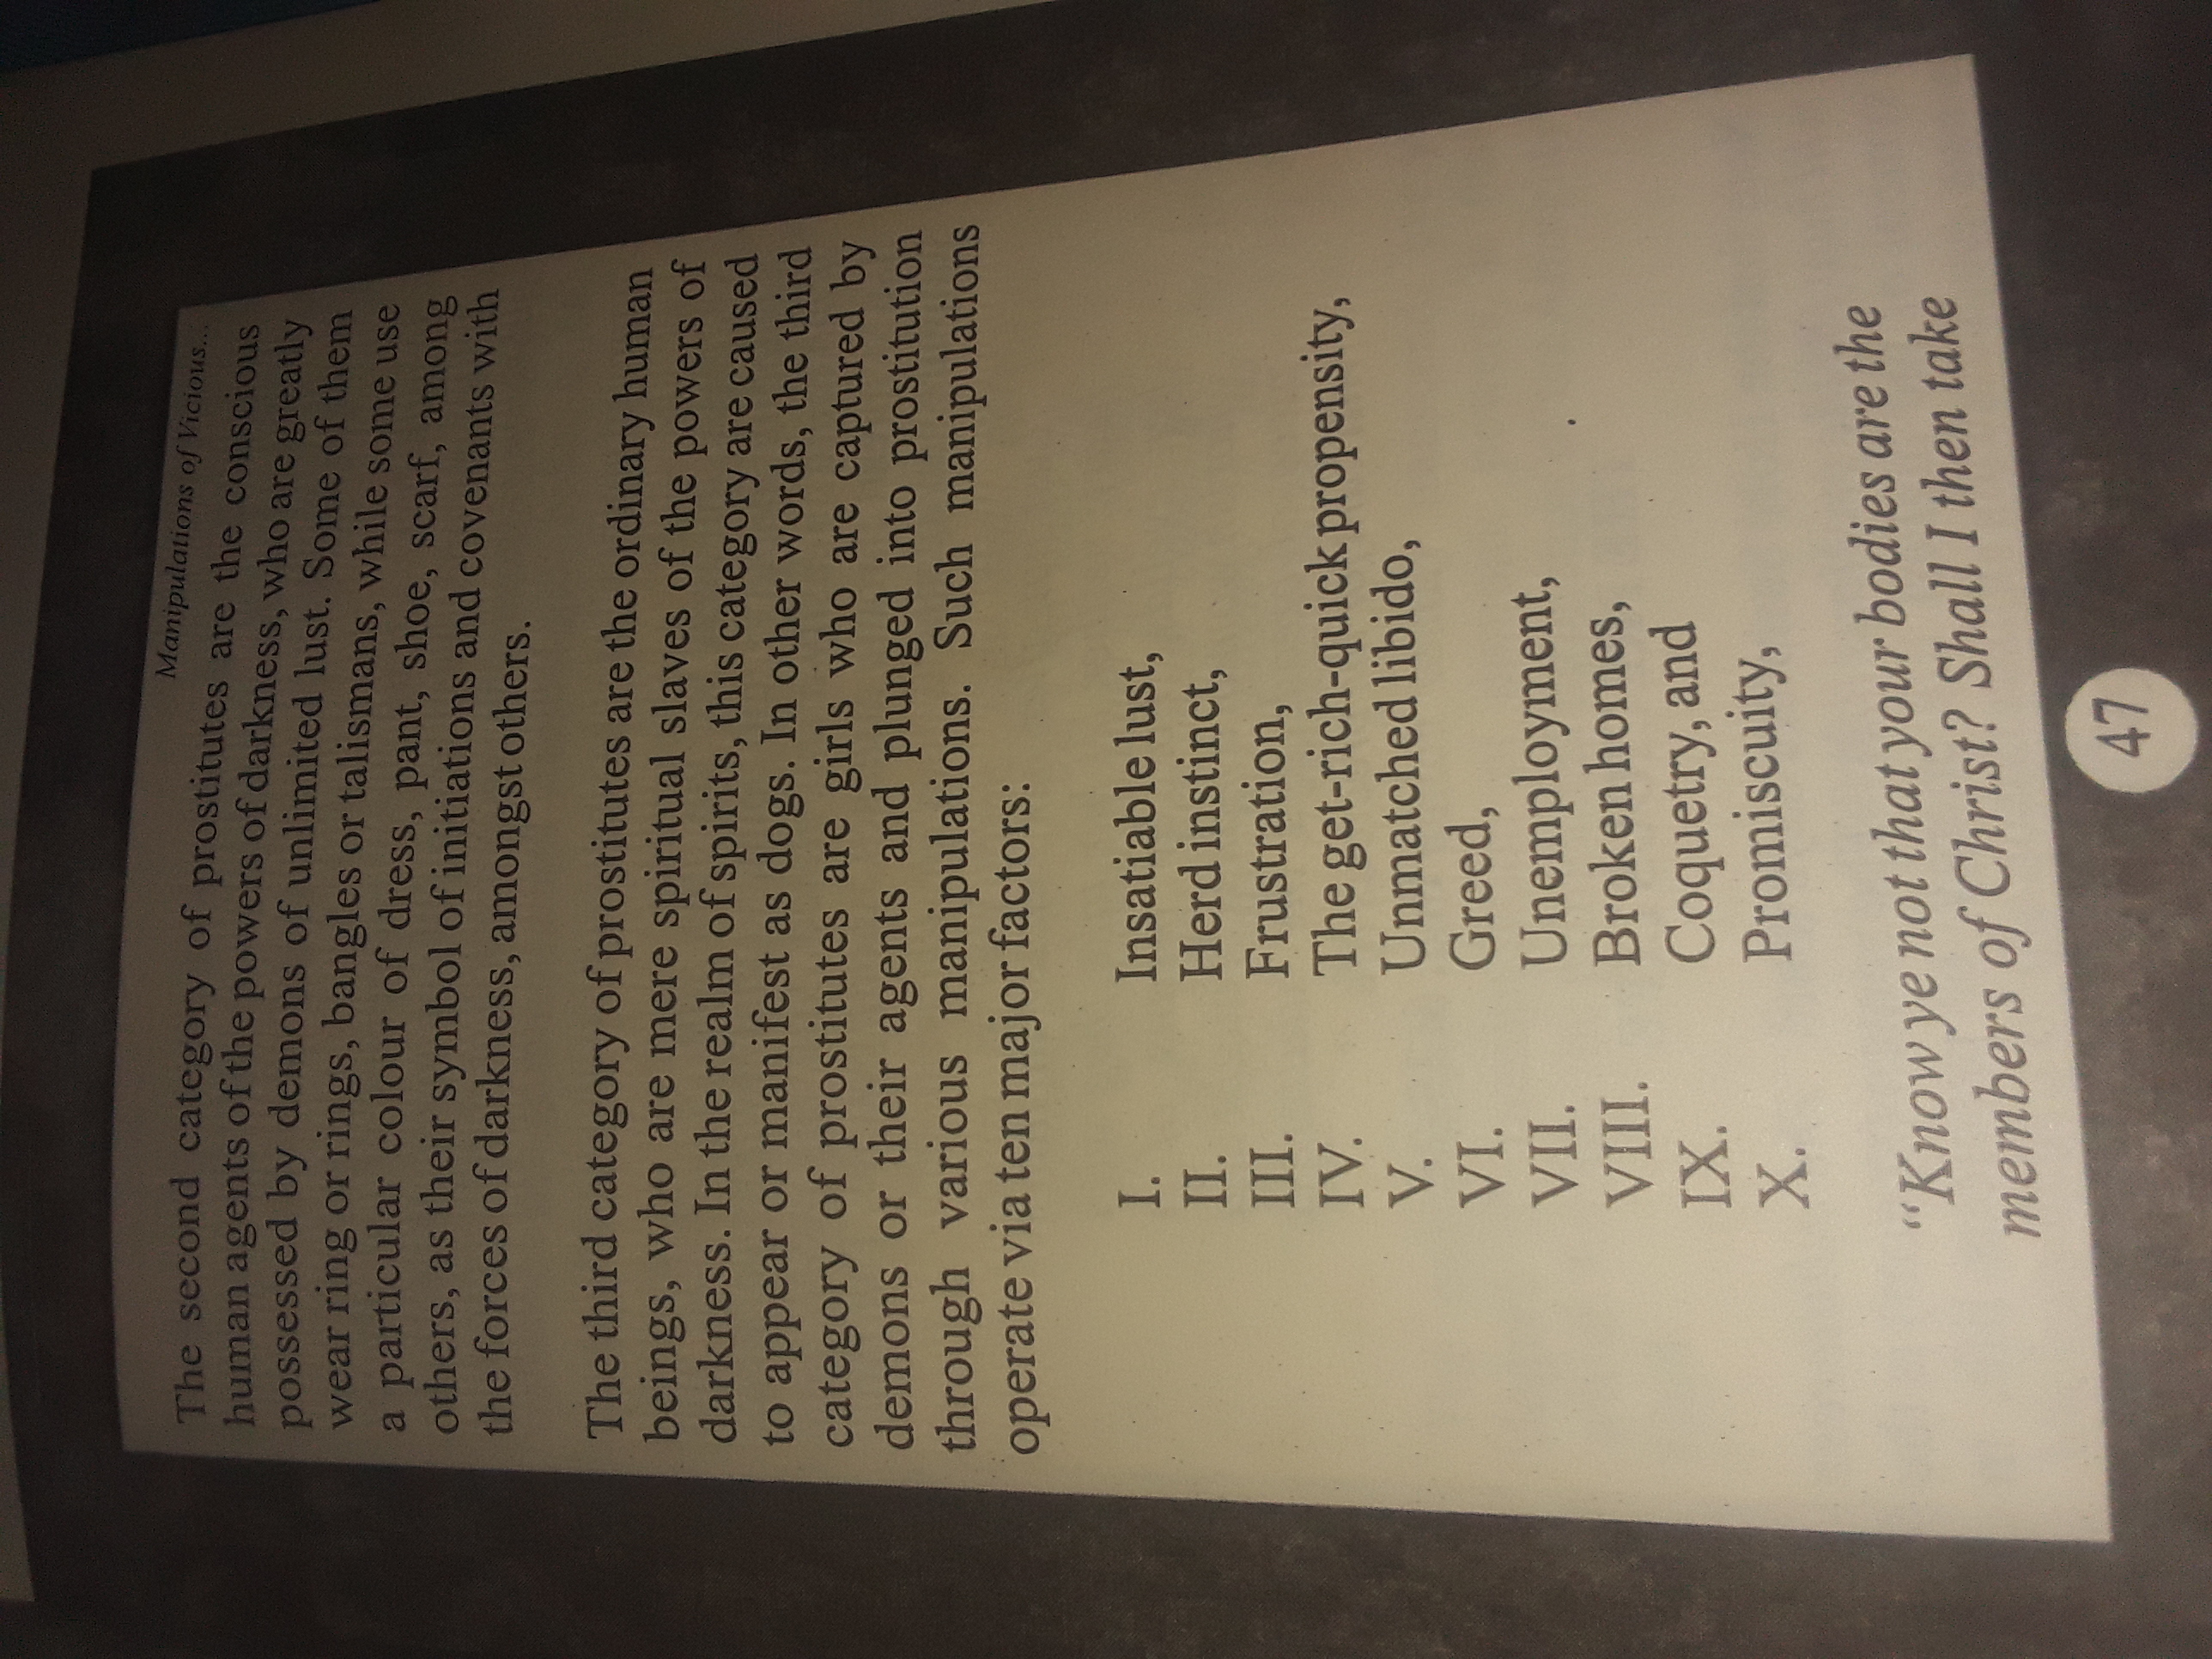 Manipulations of Vicious...
The second category of prostitutes are the conscious
human agents of the powers of darkness, who are greatly
possessed by demons of unlimited lust. Some of them
wear ring or rings, bangles or talismans, while some use
a particular colour of dress, pant, shoe, scarf, among
others, as their symbol of initiations and covenants with
the forces of darkness, amongst others.
The third category of prostitutes are the ordinary human
beings, who are mere spiritual slaves of the powers of
darkness. In the realm of spirits, this category are caused
to appear or manifest as dogs. In other words, the third
category of prostitutes are girls who are captured by
demons or their agents and plunged into prostitution
through various manipulations. Such manipulations
operate via ten major factors:
I. Insatiable lust,
II. Herd instinct,
III. Frustration,
IV. The get-rich-quick propensity,
V. Unmatched libido,
VI. Greed,
VII. Unemployment,
VIII. Broken homes,
IX. Coquetry, and
X. Promiscuity,
"Know ye not that your bodies are the
members of Christ? Shall I then take
47